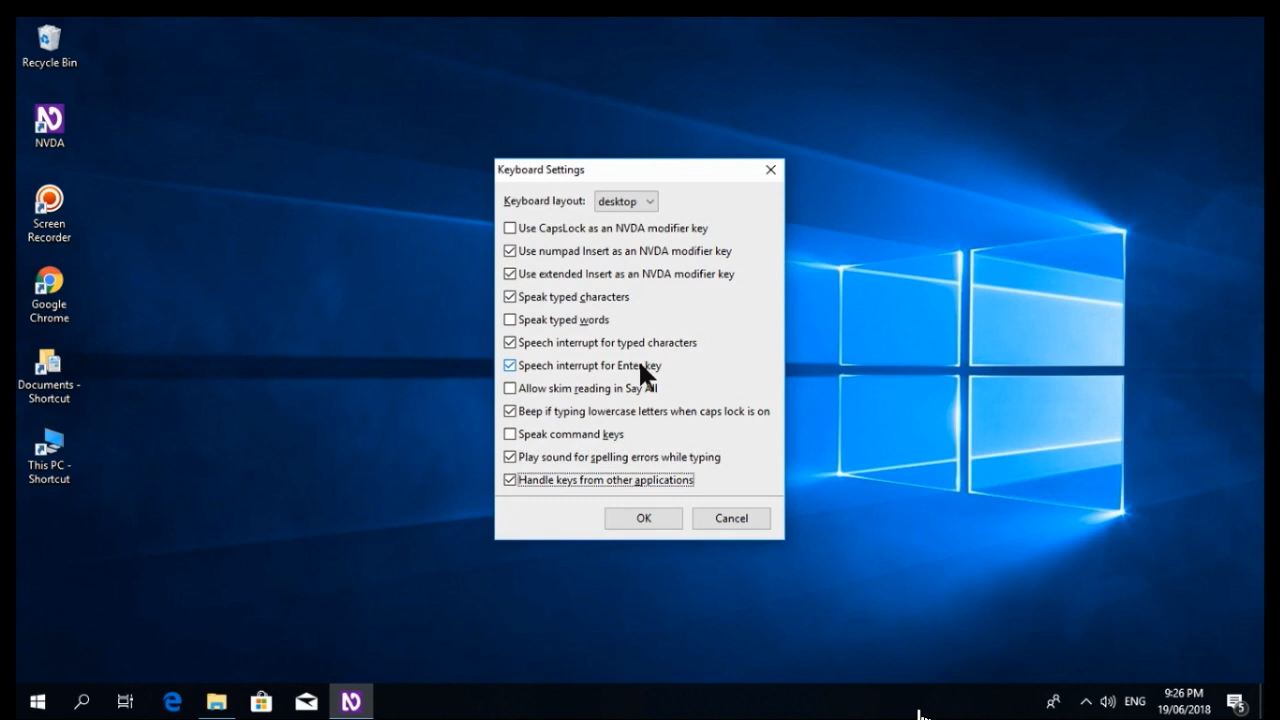 Recycle Bin
NVDA
Screen
Recorder
Google
Chrome
Documents -
Shortcut
This PC -
Shortcut
Keyboard Settings
Keyboard layout: desktop
Use CapsLock as an NVDA modifier key
Use numpad Insert as an NVDA modifier key
Use extended Insert as an NVDA modifier key
Speak typed characters
Speak typed words
Speech interrupt for typed characters
Speech interrupt for Enter key
Allow skim reading in Say All
Beep if typing lowercase letters when caps lock is on
Speak command keys
Play sound for spelling errors while typing
Handle keys from other applications
OK Cancel
ENG
9:26 PM
19/06/2018
5